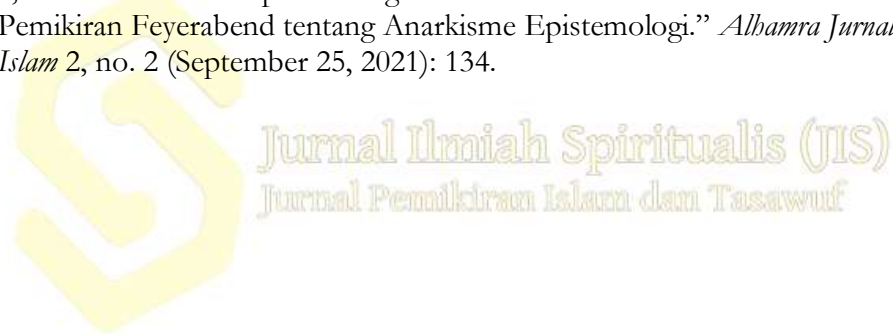 Pemikiran Feyerabend tentang Anarkisme Epistemologi.” Alhamra Jurnal
Islam 2, no. 2 (September 25, 2021): 134.
Jurnal Ilmiah Spiritualis (JIS)
Jurnal Pemikiran Islam dan Tasawuf